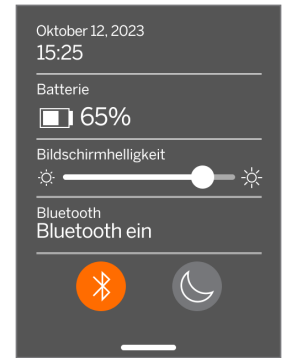 Oktober 12, 2023
15:25
Batterie
65%
Bildschirmhelligkeit
Bluetooth
Bluetooth ein